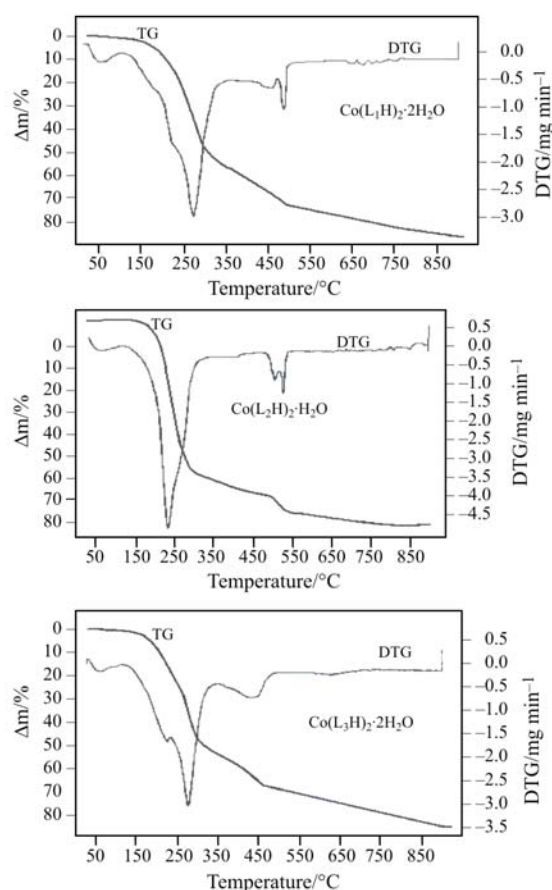 TG
DTG
Δm/%
0
10
20
30
40
50
60
70
80
0.0
–0.5
–1.0
–1.5
–2.0
–2.5
–3.0
DTG/mg min⁻¹
Co(L₁H)₂·2H₂O
50 150 250 350 450 550 650 750 850
Temperature/°C
TG
DTG
Δm/%
0
10
20
30
40
50
60
70
80
0.5
0.0
–0.5
–1.0
–1.5
–2.0
–2.5
–3.0
–3.5
–4.0
–4.5
DTG/mg min⁻¹
Co(L₂H)₂·H₂O
50 150 250 350 450 550 650 750 850
Temperature/°C
TG
DTG
Δm/%
0
10
20
30
40
50
60
70
80
0.5
0.0
–0.5
–1.0
–1.5
–2.0
–2.5
–3.0
–3.5
DTG/mg min⁻¹
Co(L₃H)₂·2H₂O
50 150 250 350 450 550 650 750 850
Temperature/°C